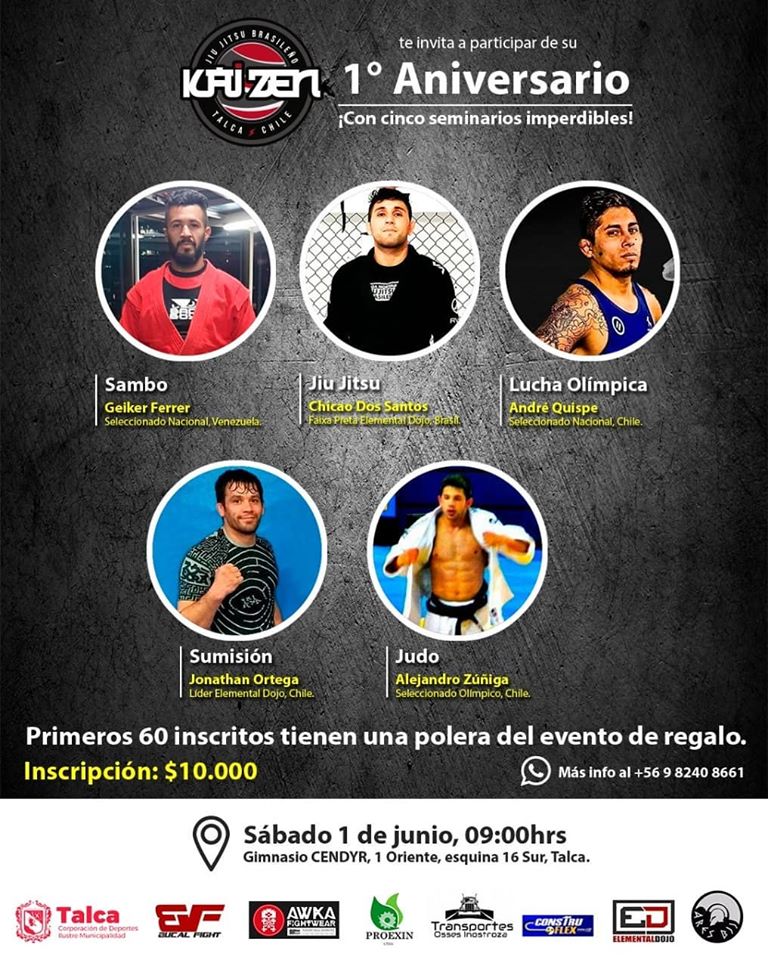 JIU JITSU BRASILEÑO
KAIZEN
TALCA CHILE
te invita a participar de su
1° Aniversario
¡Con cinco seminarios imperdibles!
Sambo
Geiker Ferrer
Seleccionado Nacional, Venezuela.
Jiu Jitsu
Chicao Dos Santos
Faixa Preta Elemental Dojo, Brasil.
Lucha Olímpica
André Quispe
Seleccionado Nacional, Chile.
Sumisión
Jonathan Ortega
Líder Elemental Dojo, Chile.
Judo
Alejandro Zúñiga
Seleccionado Olímpico, Chile.
Primeros 60 inscritos tienen una polera del evento de regalo.
Inscripción: $10.000
Más info al +56 9 8240 8661
Sábado 1 de junio, 09:00hrs
Gimnasio CENDYR, 1 Oriente, esquina 16 Sur, Talca.
Talca
Corporación de Deportes
Ilustre Municipalidad
BUCAL FIGHT
AWKA
FIGHTWEAR
PROEXIN
Transportes
Osses Inostroza
CONSTRU
FLEX
ED
ELEMENTALDOJO